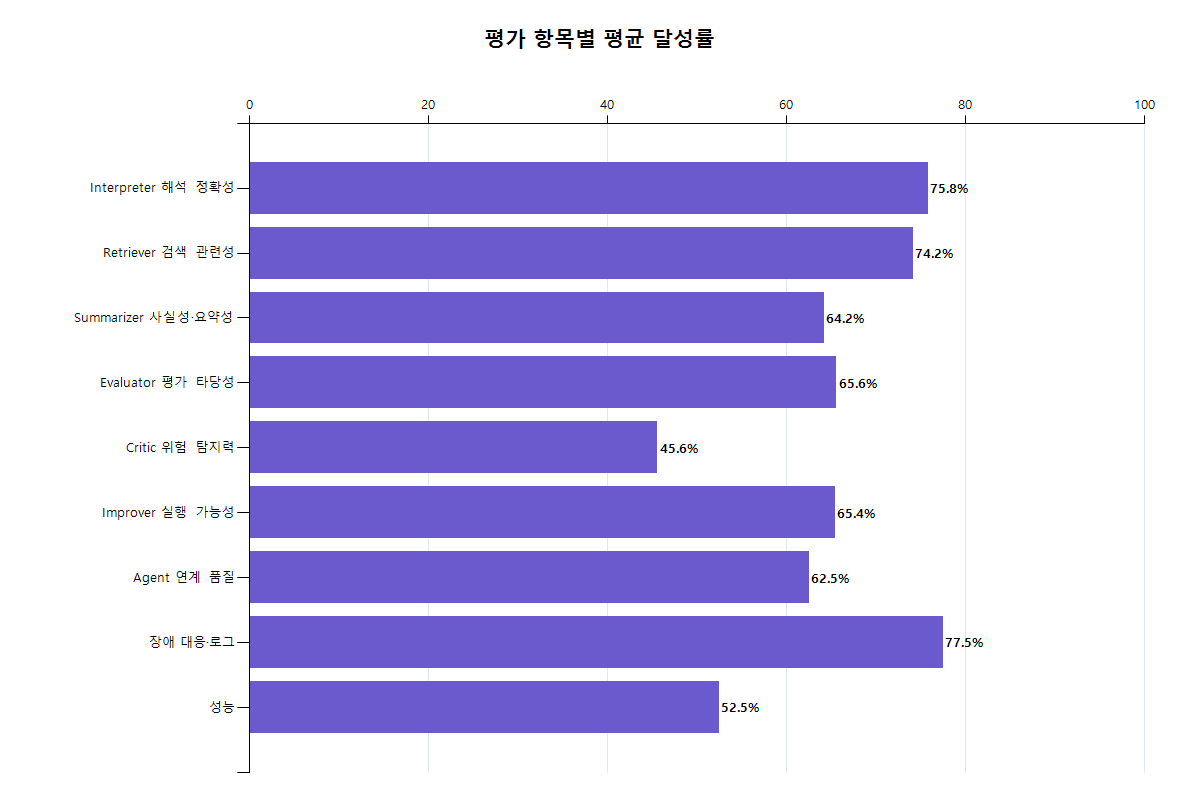 평가 항목별 평균 달성률
0 20 40 60 80 100
Interpreter 해석 정확성 75.8%
Retriever 검색 관련성 74.2%
Summarizer 사실성·요약성 64.2%
Evaluator 평가 타당성 65.6%
Critic 위험 탐지력 45.6%
Improver 실행 가능성 65.4%
Agent 연계 품질 62.5%
장애 대응·로그 77.5%
성능 52.5%